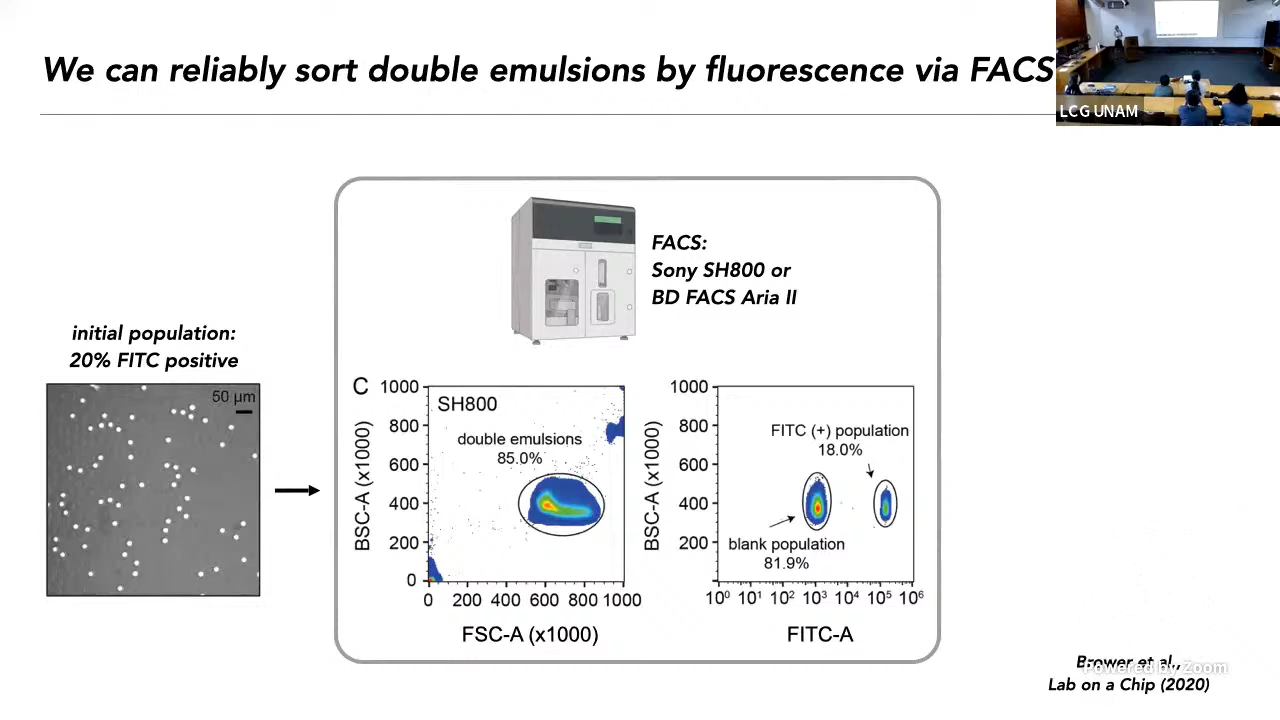 We can reliably sort double emulsions by fluorescence via FACS
LCG UNAM
FACS:
Sony SH800 or
BD FACS Aria II
initial population:
20% FITC positive
50 µm
C
SH800
double emulsions
85.0%
BSC-A (x1000)
1000
800
600
400
200
0
0 200 400 600 800 1000
FSC-A (x1000)
FITC (+) population
18.0%
blank population
81.9%
BSC-A (x1000)
1000
800
600
400
200
10⁰ 10¹ 10² 10³ 10⁴ 10⁵ 10⁶
FITC-A
Brower et al.,
Powered by Zoom
Lab on a Chip (2020)